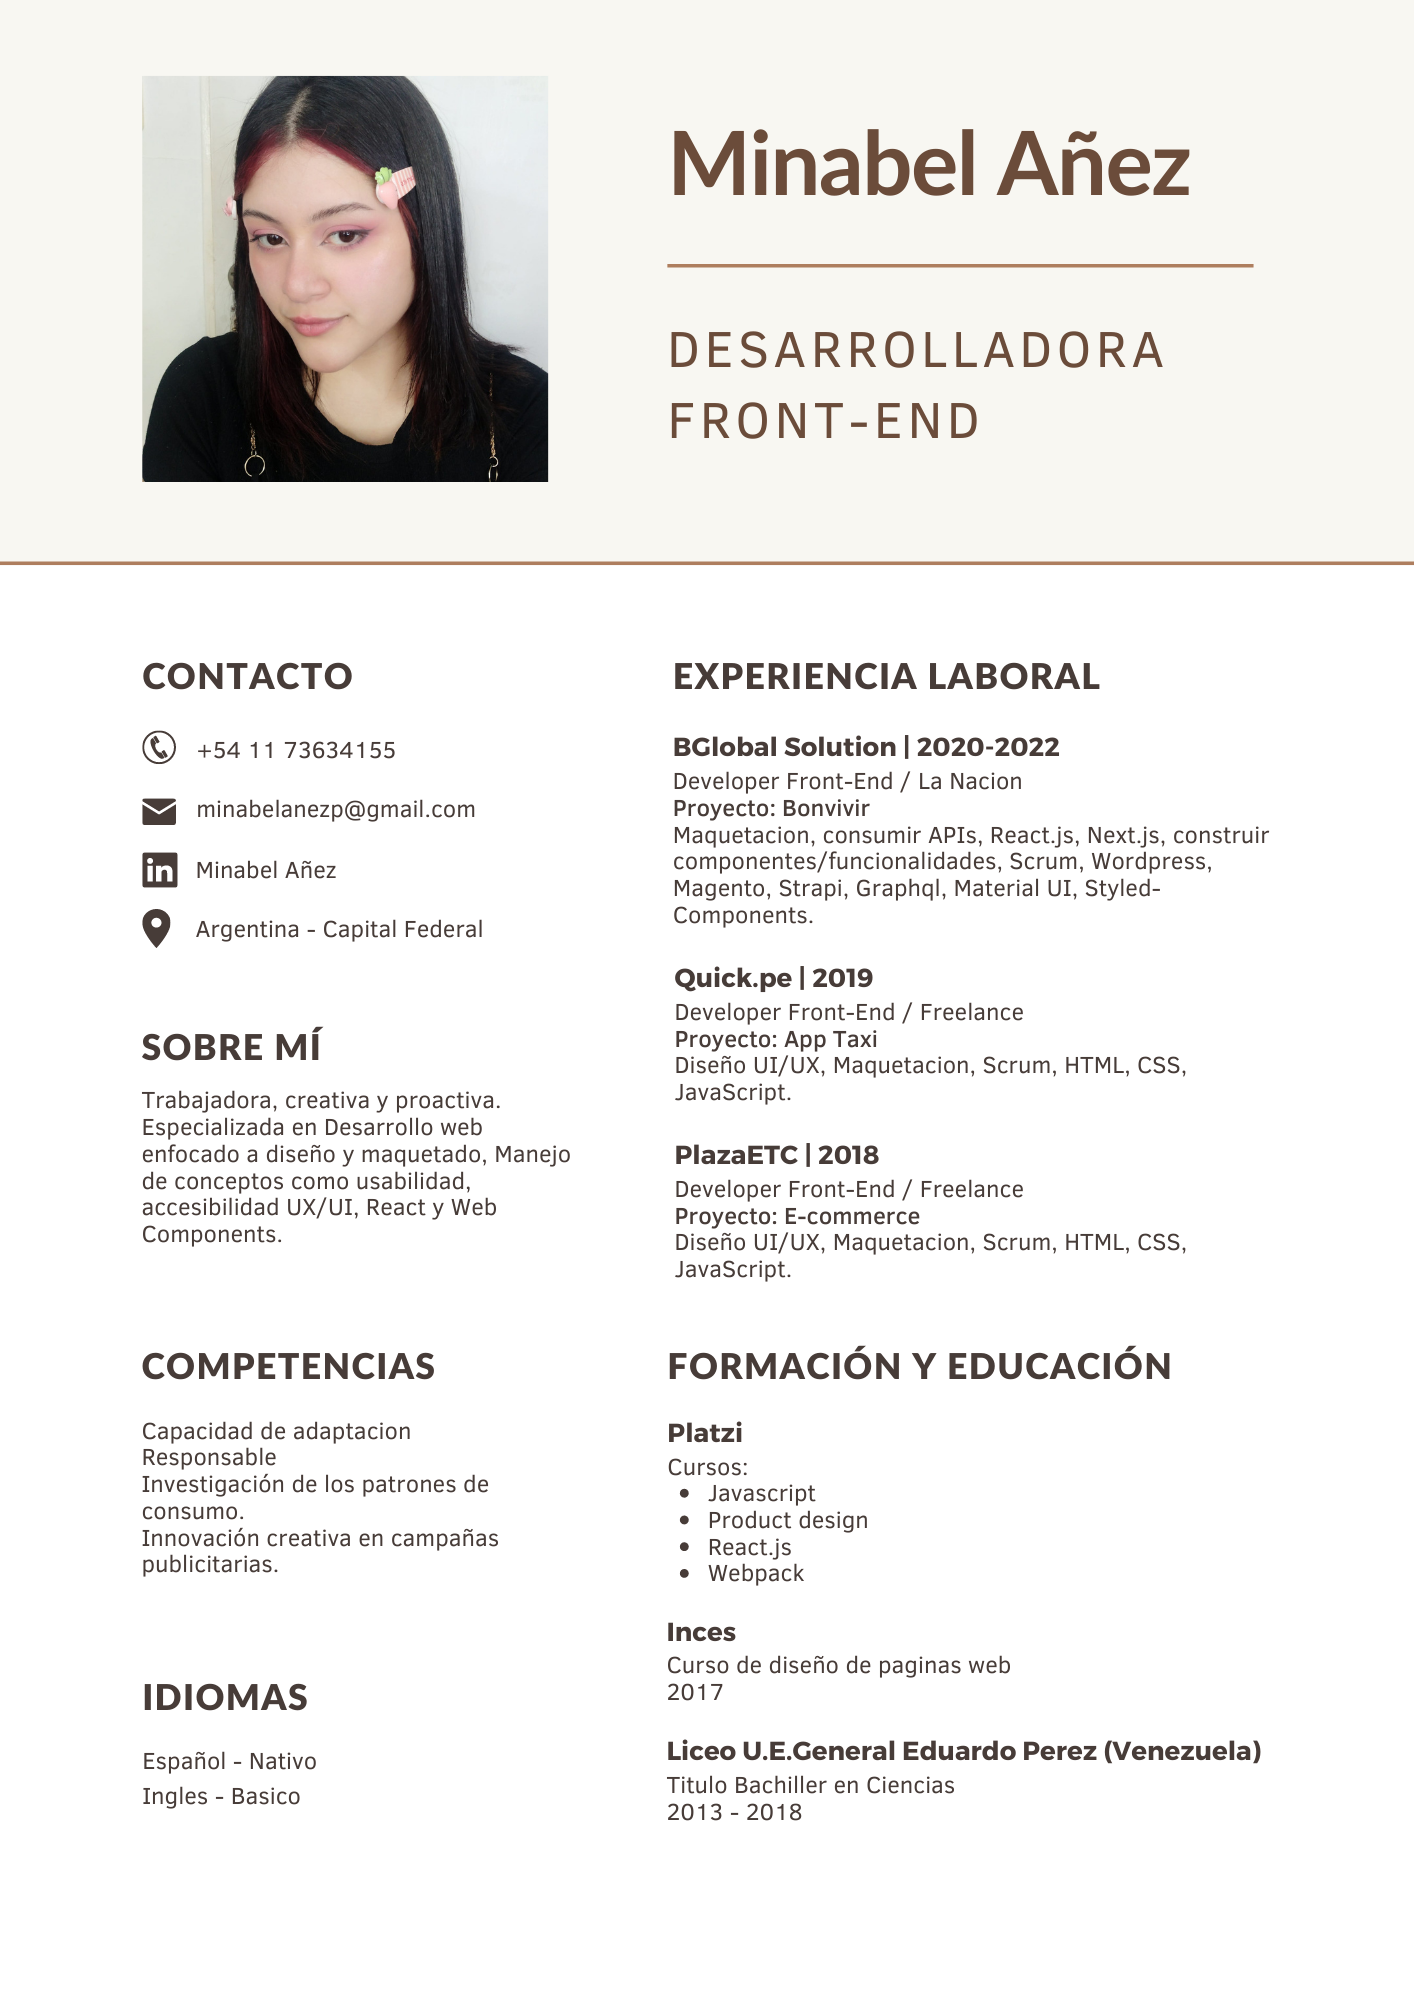 Minabel Añez
DESARROLLADORA
FRONT-END
CONTACTO
+54 11 73634155
minabelanezp@gmail.com
in
Minabel Añez
Argentina - Capital Federal
SOBRE MÍ
Trabajadora, creativa y proactiva.
Especializada en Desarrollo web
enfocado a diseño y maquetado, Manejo
de conceptos como usabilidad,
accesibilidad UX/UI, React y Web
Components.
COMPETENCIAS
Capacidad de adaptacion
Responsable
Investigación de los patrones de
consumo.
Innovación creativa en campañas
publicitarias.
IDIOMAS
Español - Nativo
Ingles - Basico
EXPERIENCIA LABORAL
BGlobal Solution | 2020-2022
Developer Front-End / La Nacion
Proyecto: Bonvivir
Maquetacion, consumir APIs, React.js, Next.js, construir
componentes/funcionalidades, Scrum, Wordpress,
Magento, Strapi, Graphql, Material UI, Styled-
Components.
Quick.pe | 2019
Developer Front-End / Freelance
Proyecto: App Taxi
Diseño UI/UX, Maquetacion, Scrum, HTML, CSS,
JavaScript.
PlazaETC | 2018
Developer Front-End / Freelance
Proyecto: E-commerce
Diseño UI/UX, Maquetacion, Scrum, HTML, CSS,
JavaScript.
FORMACIÓN Y EDUCACIÓN
Platzi
Cursos:
• Javascript
• Product design
• React.js
• Webpack
Inces
Curso de diseño de paginas web
2017
Liceo U.E.General Eduardo Perez (Venezuela)
Titulo Bachiller en Ciencias
2013 - 2018